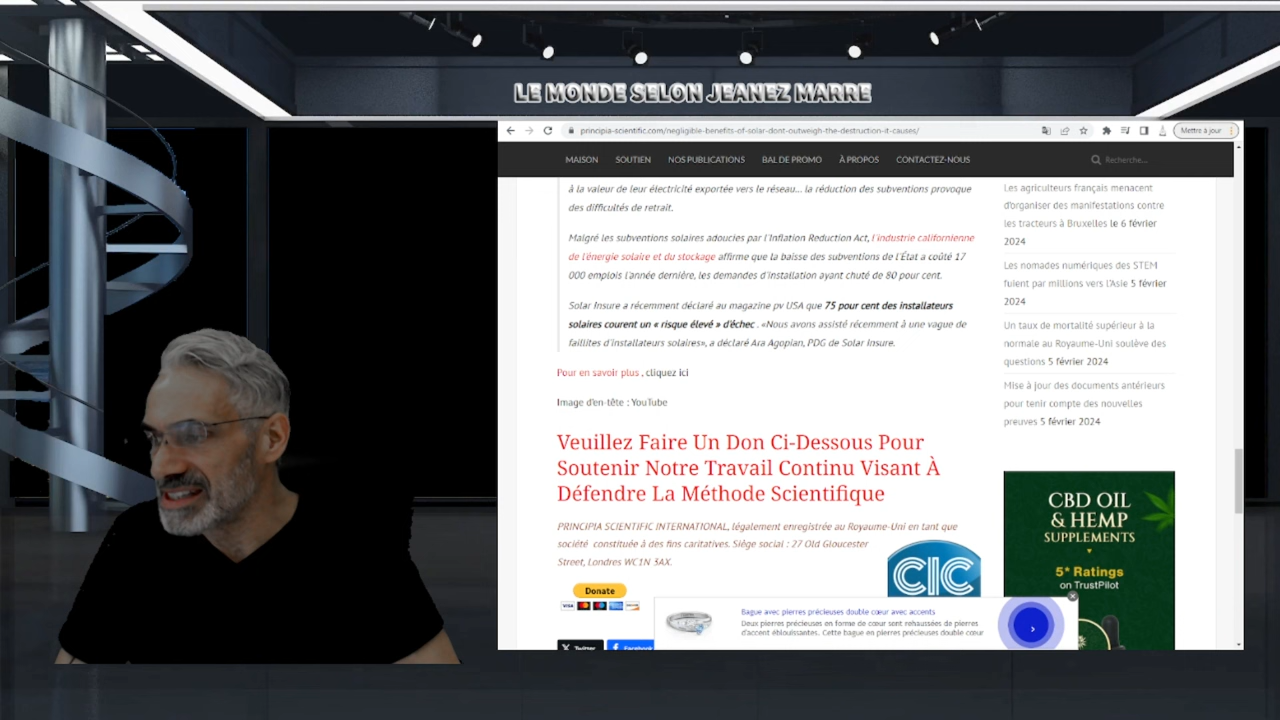 LE MONDE SELON JEANEZ MARRE
principia-scientific.com/negligible-benefits-of-solar-dont-outweigh-the-destruction-it-causes/
Mettre à jour
MAISON SOUTIEN NOS PUBLICATIONS BAL DE PROMO À PROPOS CONTACTEZ-NOUS
Recherche...
à la valeur de leur électricité exportée vers le réseau... la réduction des subventions provoque
des difficultés de retrait.
Malgré les subventions solaires adoucies par l'Inflation Reduction Act, l'industrie californienne
de l'énergie solaire et du stockage affirme que la baisse des subventions de l'État a coûté 17
000 emplois l'année dernière, les demandes d'installation ayant chuté de 80 pour cent.
Solar Insure a récemment déclaré au magazine pv USA que 75 pour cent des installateurs
solaires courent un « risque élevé » d'échec . «Nous avons assisté récemment à une vague de
faillites d'installateurs solaires», a déclaré Ara Agopian, PDG de Solar Insure.
Pour en savoir plus , cliquez ici
Image d'en-tête : YouTube
Veuillez Faire Un Don Ci-Dessous Pour
Soutenir Notre Travail Continu Visant À
Défendre La Méthode Scientifique
PRINCIPIA SCIENTIFIC INTERNATIONAL, légalement enregistrée au Royaume-Uni en tant que
société constituée à des fins caritatives. Siège social : 27 Old Gloucester
Street, Londres WC1N 3AX.
CIC
Donate
VISA
Twitter
Facebook
Les agriculteurs français menacent
d'organiser des manifestations contre
les tracteurs à Bruxelles le 6 février
2024
Les nomades numériques des STEM
fuient par millions vers l'Asie 5 février
2024
Un taux de mortalité supérieur à la
normale au Royaume-Uni soulève des
questions 5 février 2024
Mise à jour des documents antérieurs
pour tenir compte des nouvelles
preuves 5 février 2024
CBD OIL
& HEMP
SUPPLEMENTS
5* Ratings
on TrustPilot
Bague avec pierres précieuses double cœur avec accents
Deux pierres précieuses en forme de cœur sont rehaussées de pierres
d'accent éblouissantes. Cette bague en pierres précieuses double cœur